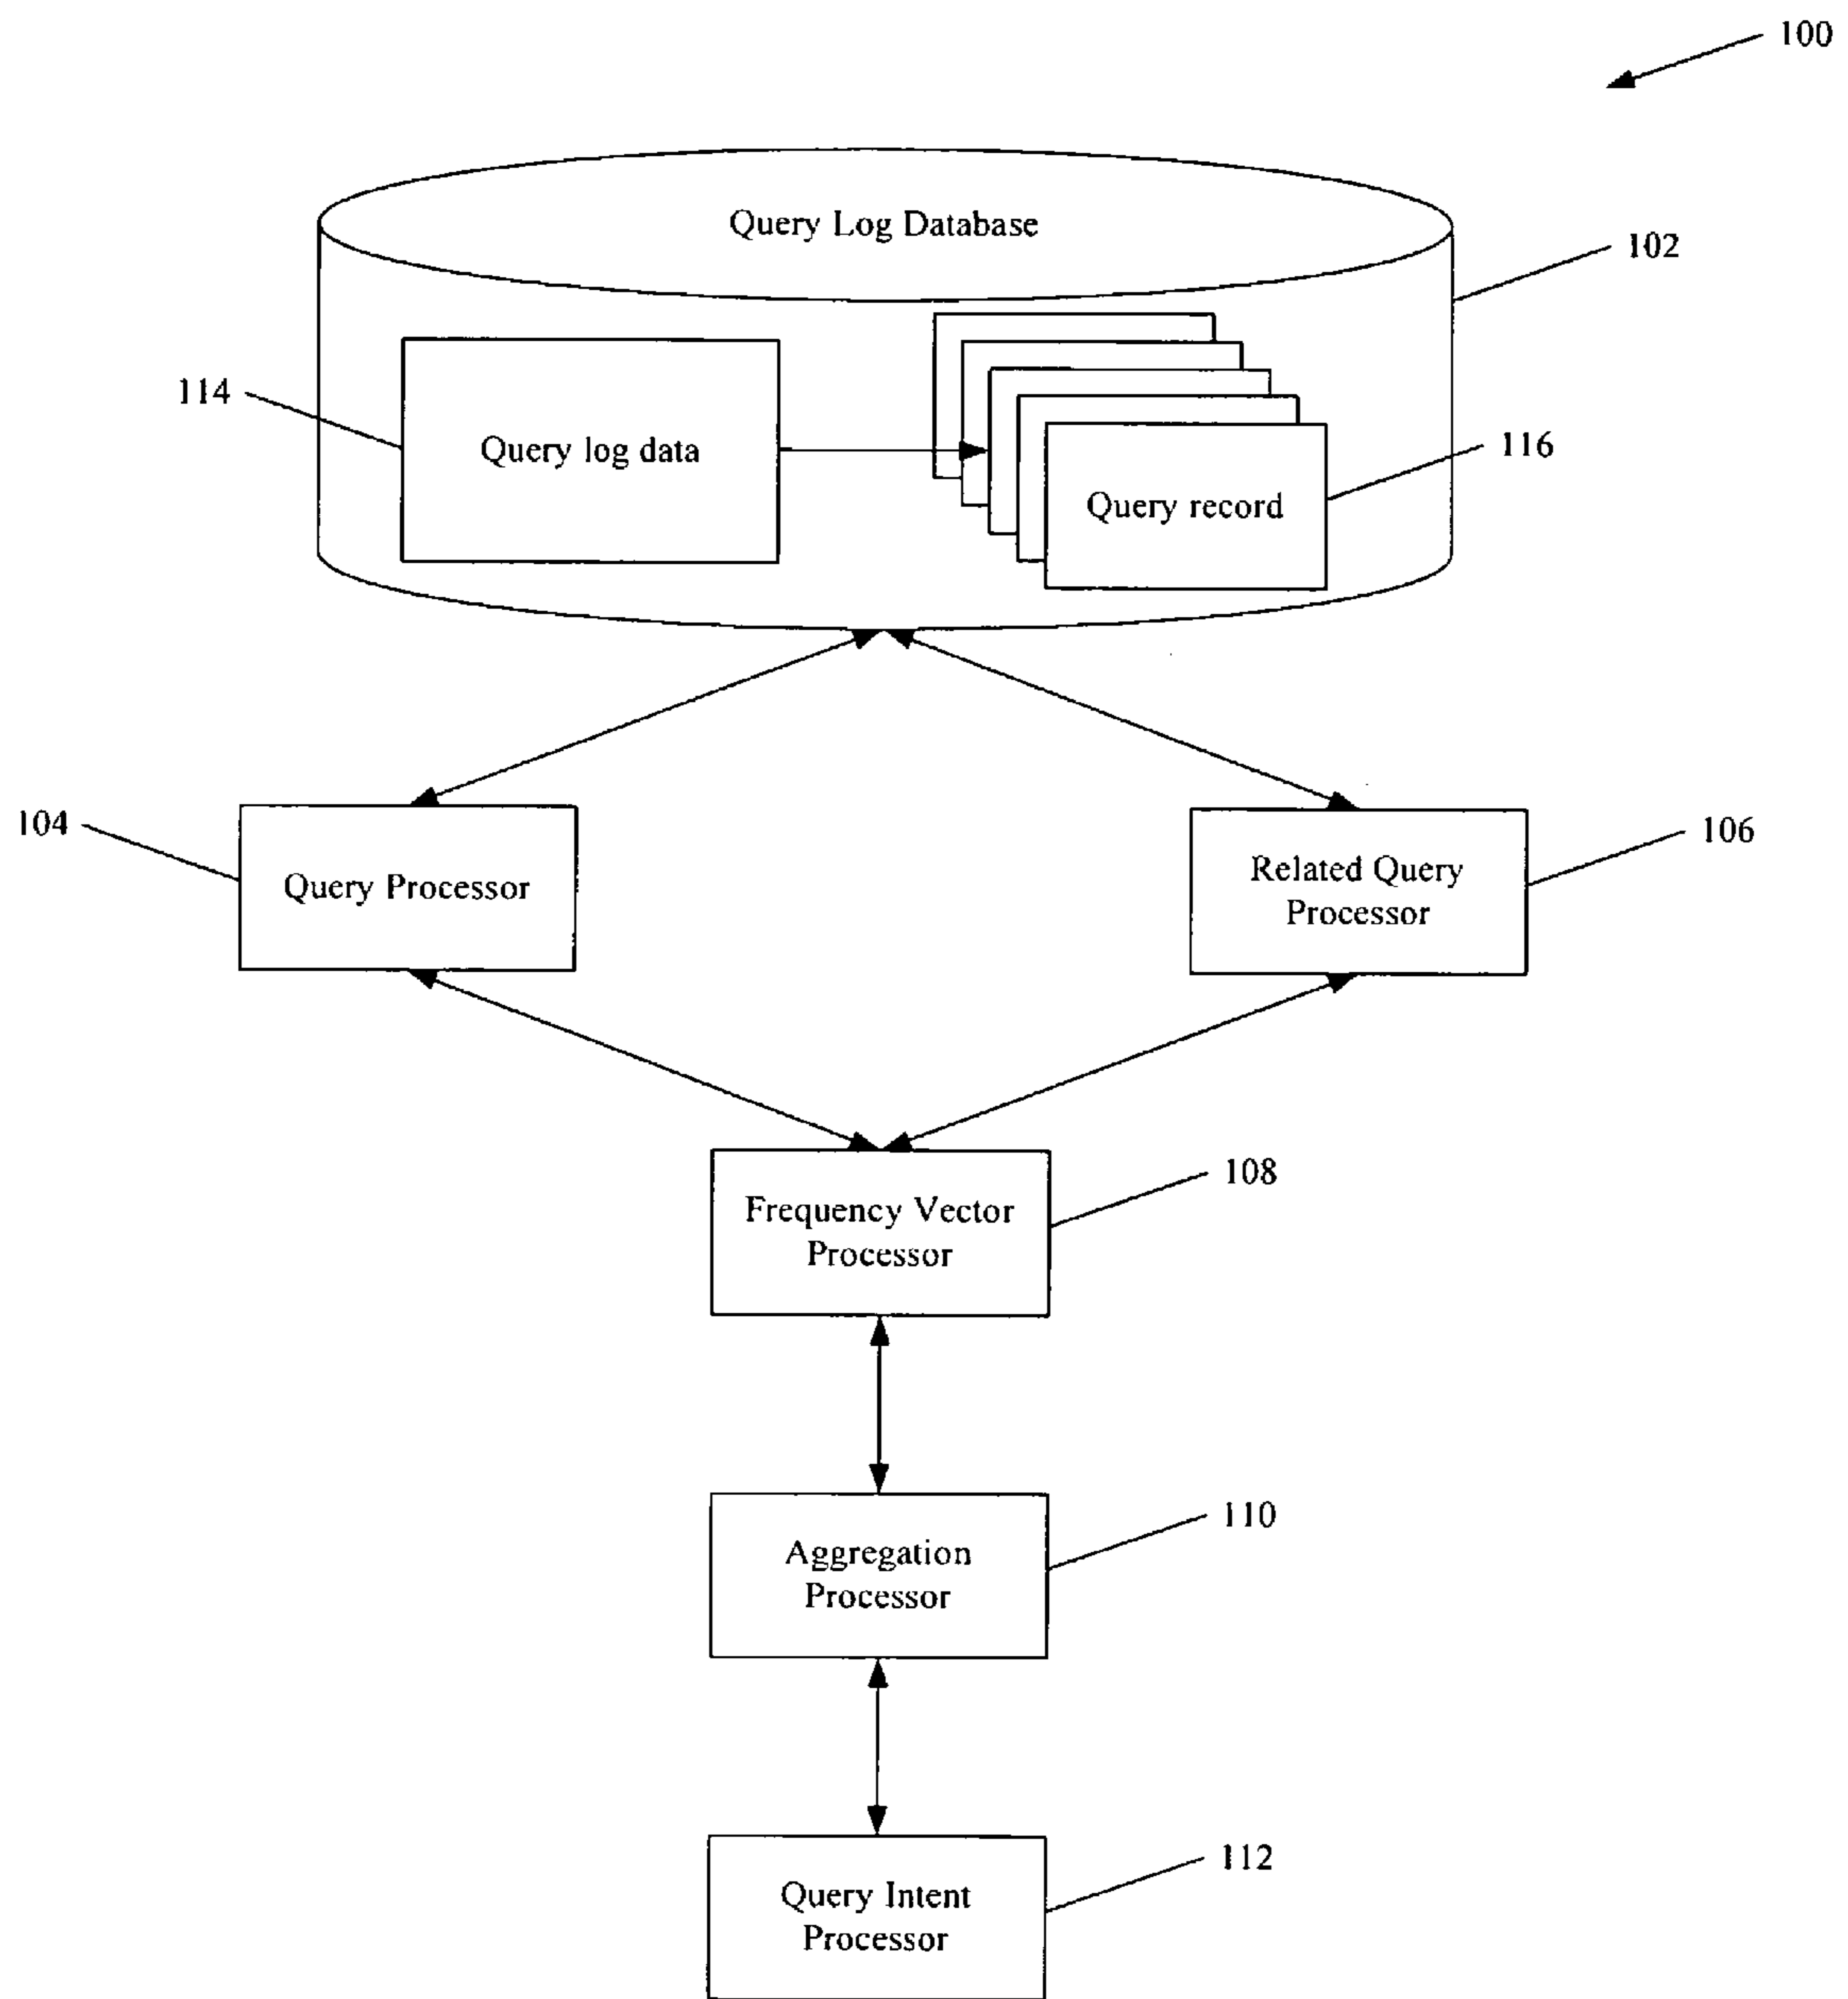 100
Query Log Database
102
114
Query log data
116
Query record
104
Query Processor
106
Related Query
Processor
108
Frequency Vector
Processor
110
Aggregation
Processor
112
Query Intent
Processor